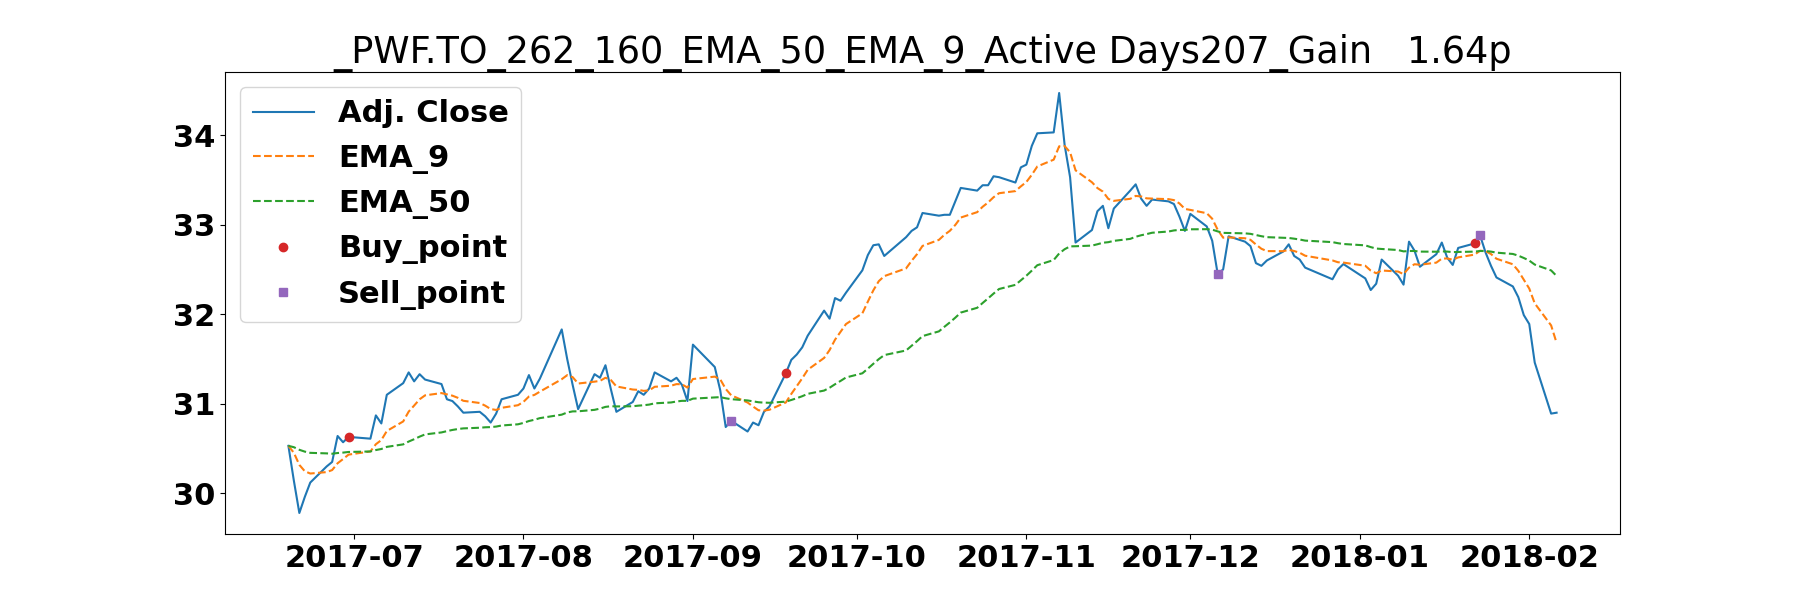 _PWF.TO_262_160_EMA_50_EMA_9_Active Days207_Gain   1.64p
Adj. Close
EMA_9
EMA_50
Buy_point
Sell_point
34
33
32
31
30
2017-07 2017-08 2017-09 2017-10 2017-11 2017-12 2018-01 2018-02